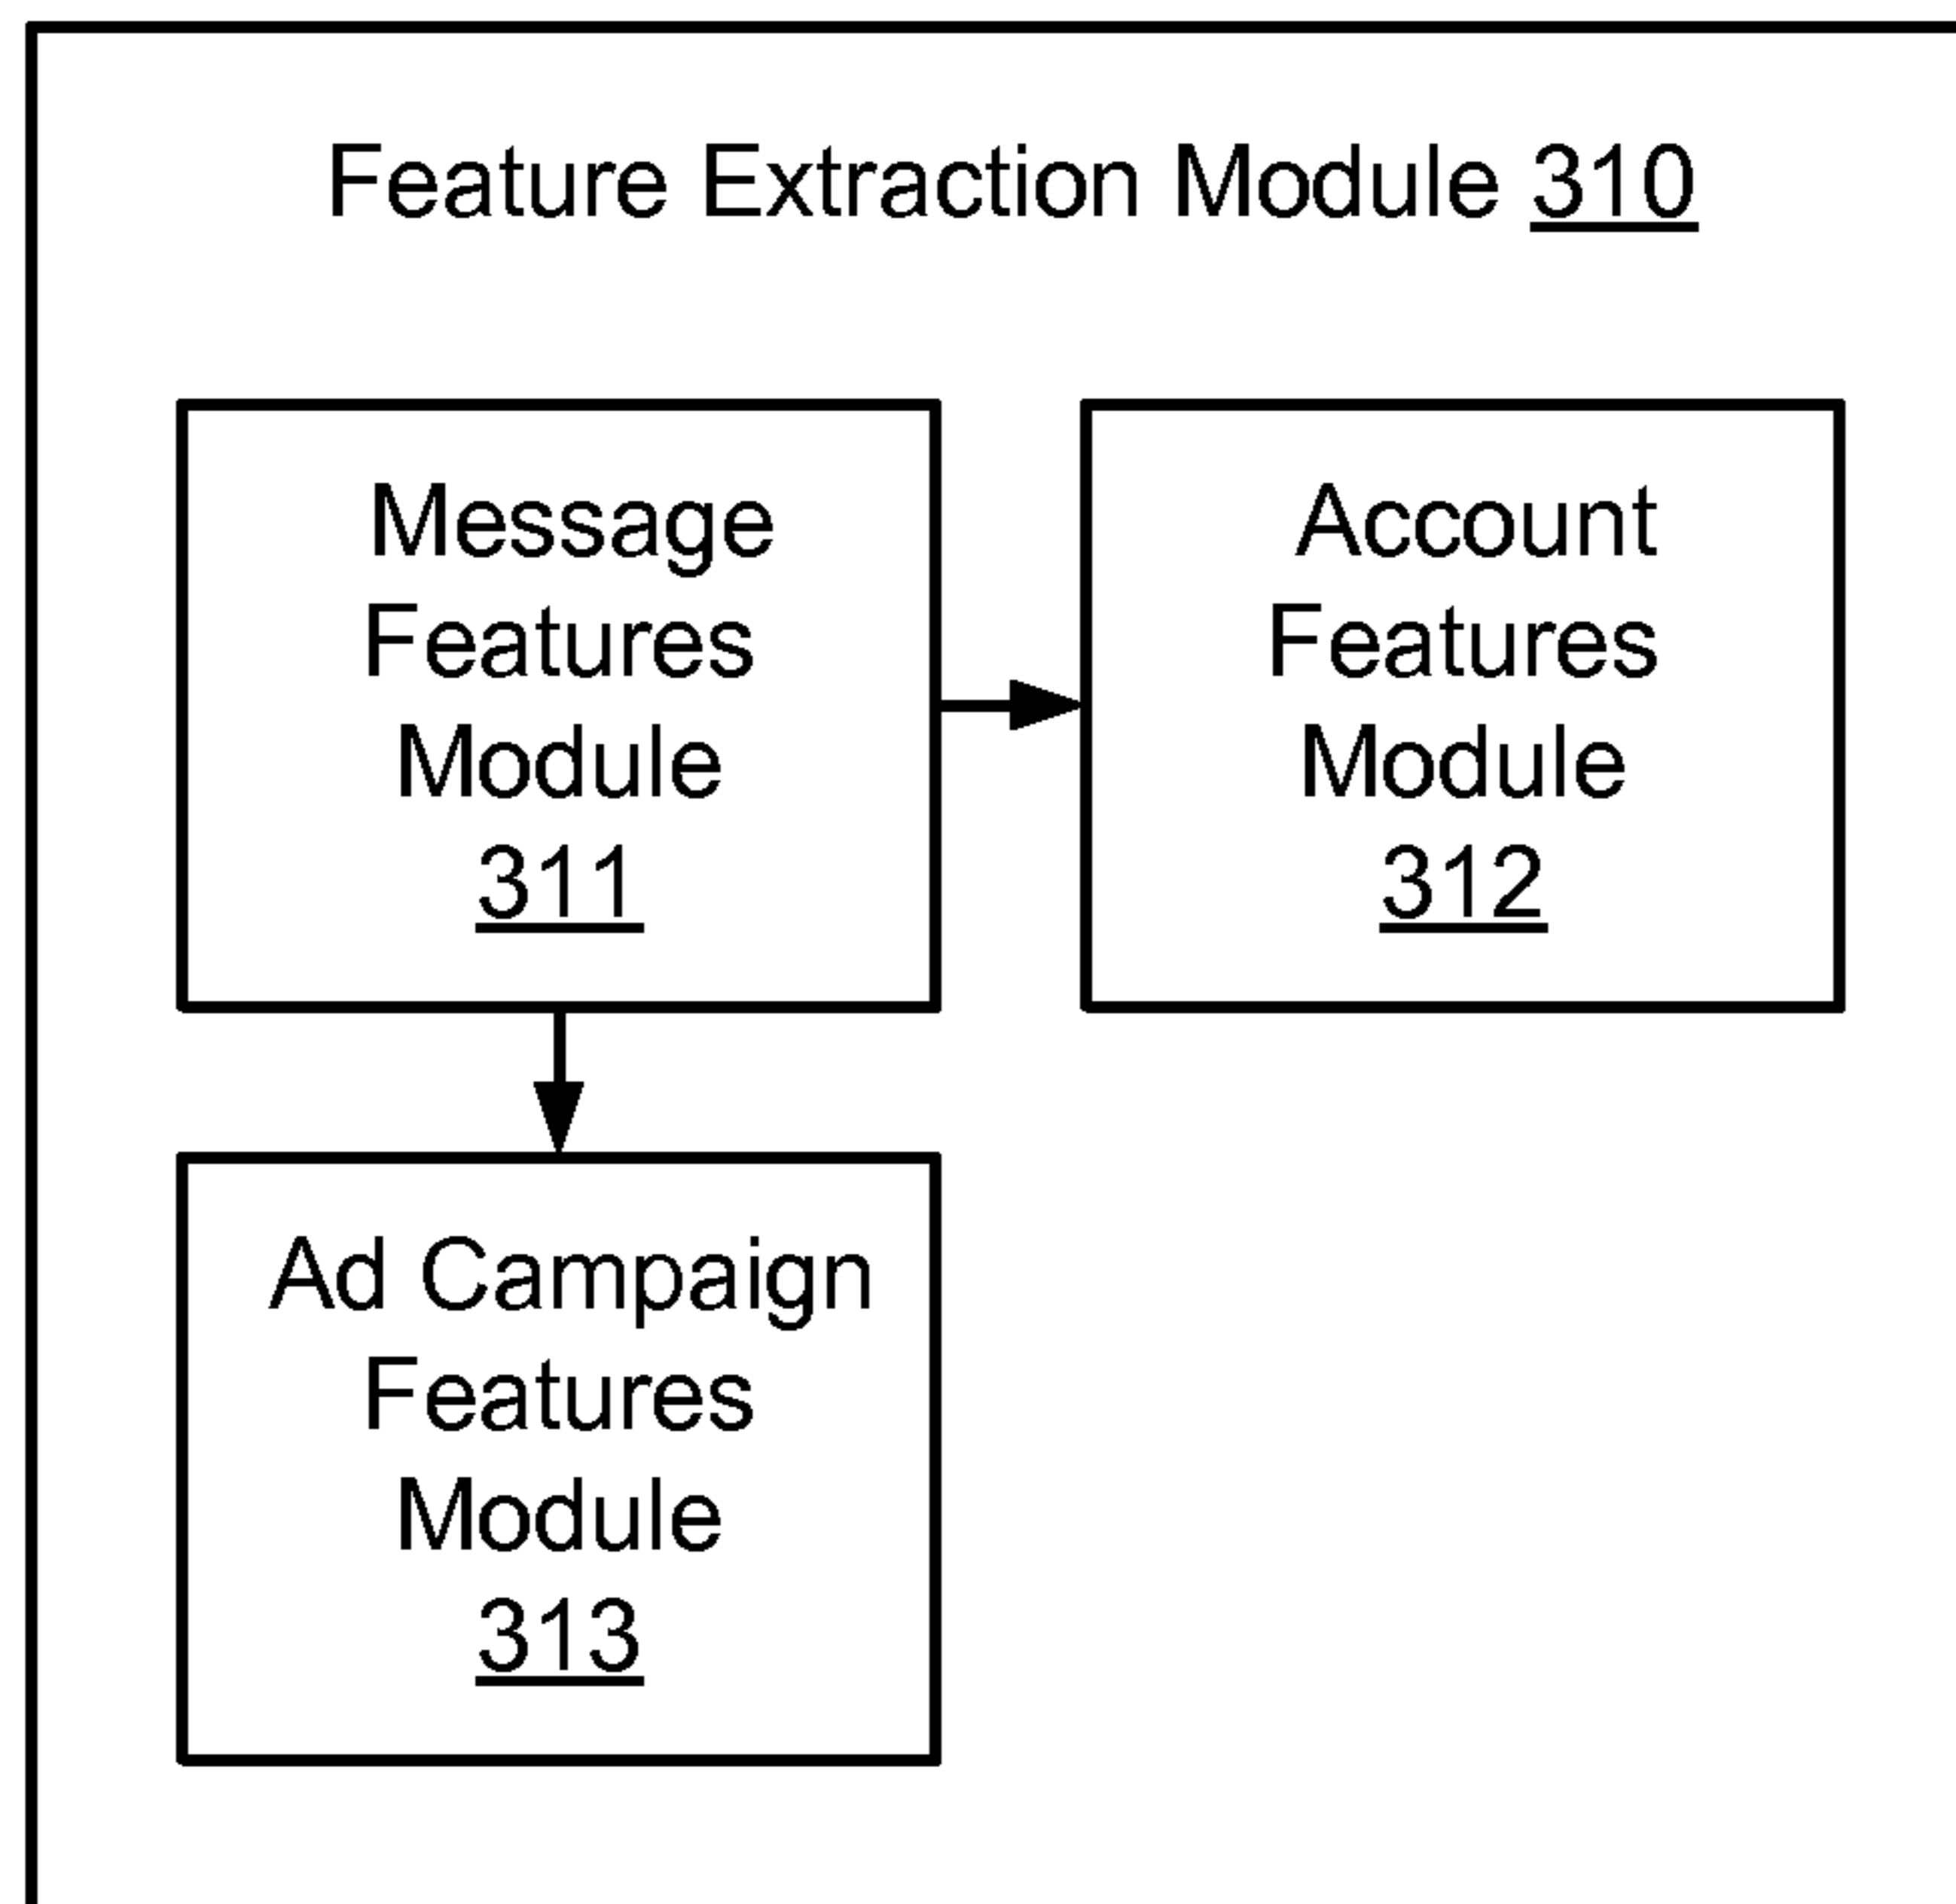 Feature Extraction Module 310
Message
Features
Module
311
Account
Features
Module
312
Ad Campaign
Features
Module
313